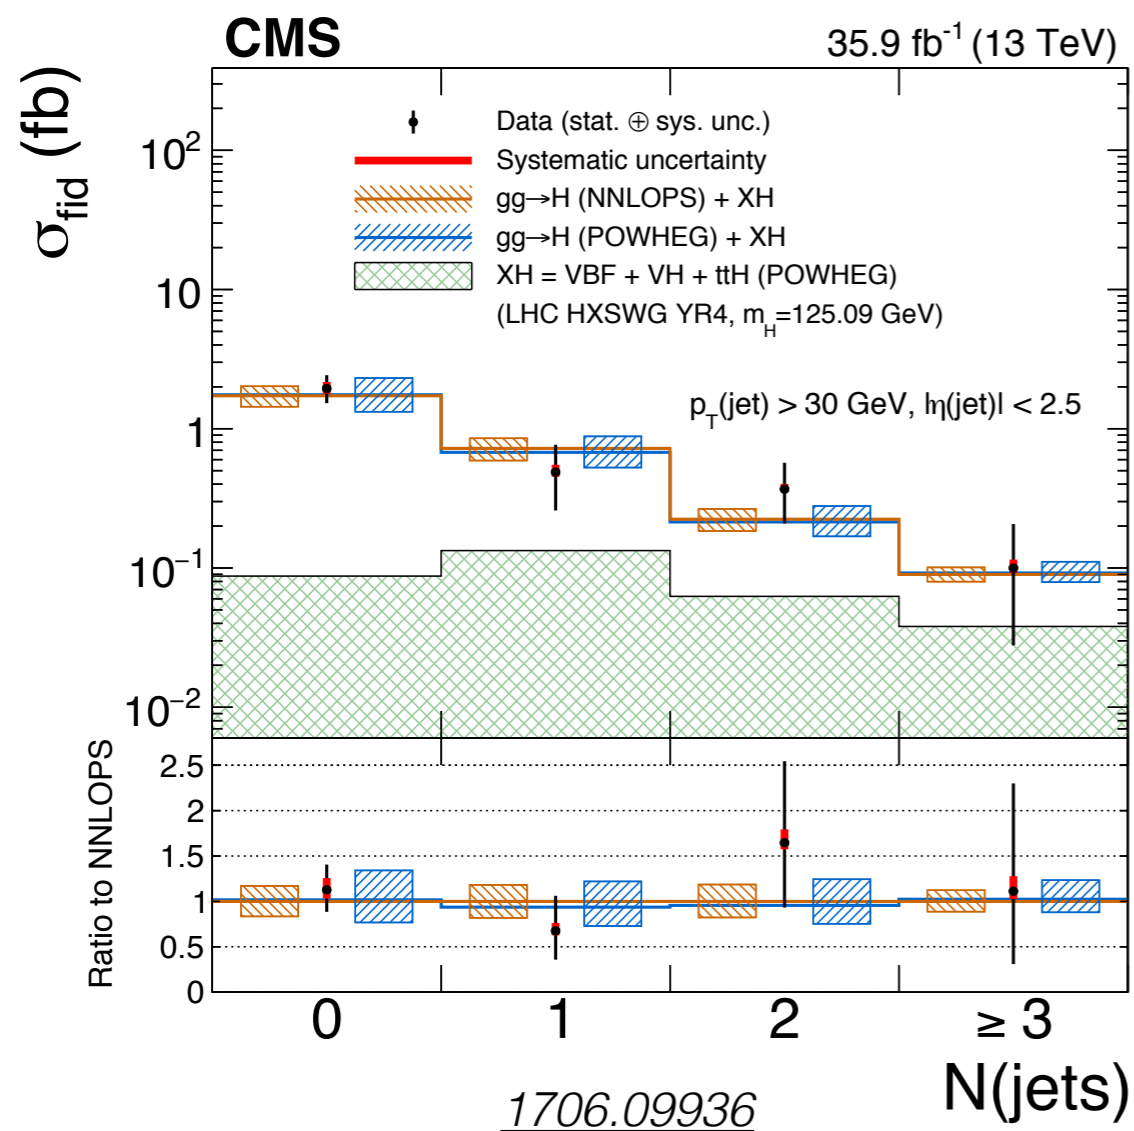 CMS
35.9 fb⁻¹ (13 TeV)
σ_fid (fb)
Data (stat. ⊕ sys. unc.)
Systematic uncertainty
gg→H (NNLOPS) + XH
gg→H (POWHEG) + XH
XH = VBF + VH + ttH (POWHEG)
(LHC HXSWG YR4, m_H=125.09 GeV)
p_T(jet) > 30 GeV, |η(jet)| < 2.5
10²
10
1
10⁻¹
10⁻²
Ratio to NNLOPS
2.5
2
1.5
1
0.5
0
0 1 2 ≥ 3
N(jets)
1706.09936